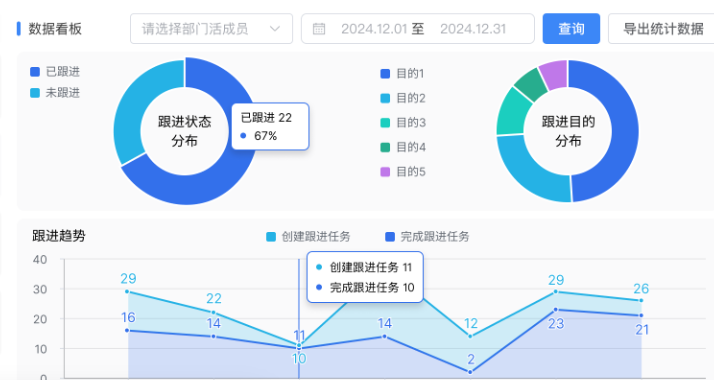 数据看板
请选择部门活成员
2024.12.01 至 2024.12.31
查询
导出统计数据
已跟进
未跟进
跟进状态
分布
已跟进 22
67%
目的1
目的2
目的3
目的4
目的5
跟进目的
分布
跟进趋势
创建跟进任务
完成跟进任务
40
30
20
10
0
29
22
11
12
29
26
16
14
10
14
2
23
21
创建跟进任务 11
完成跟进任务 10